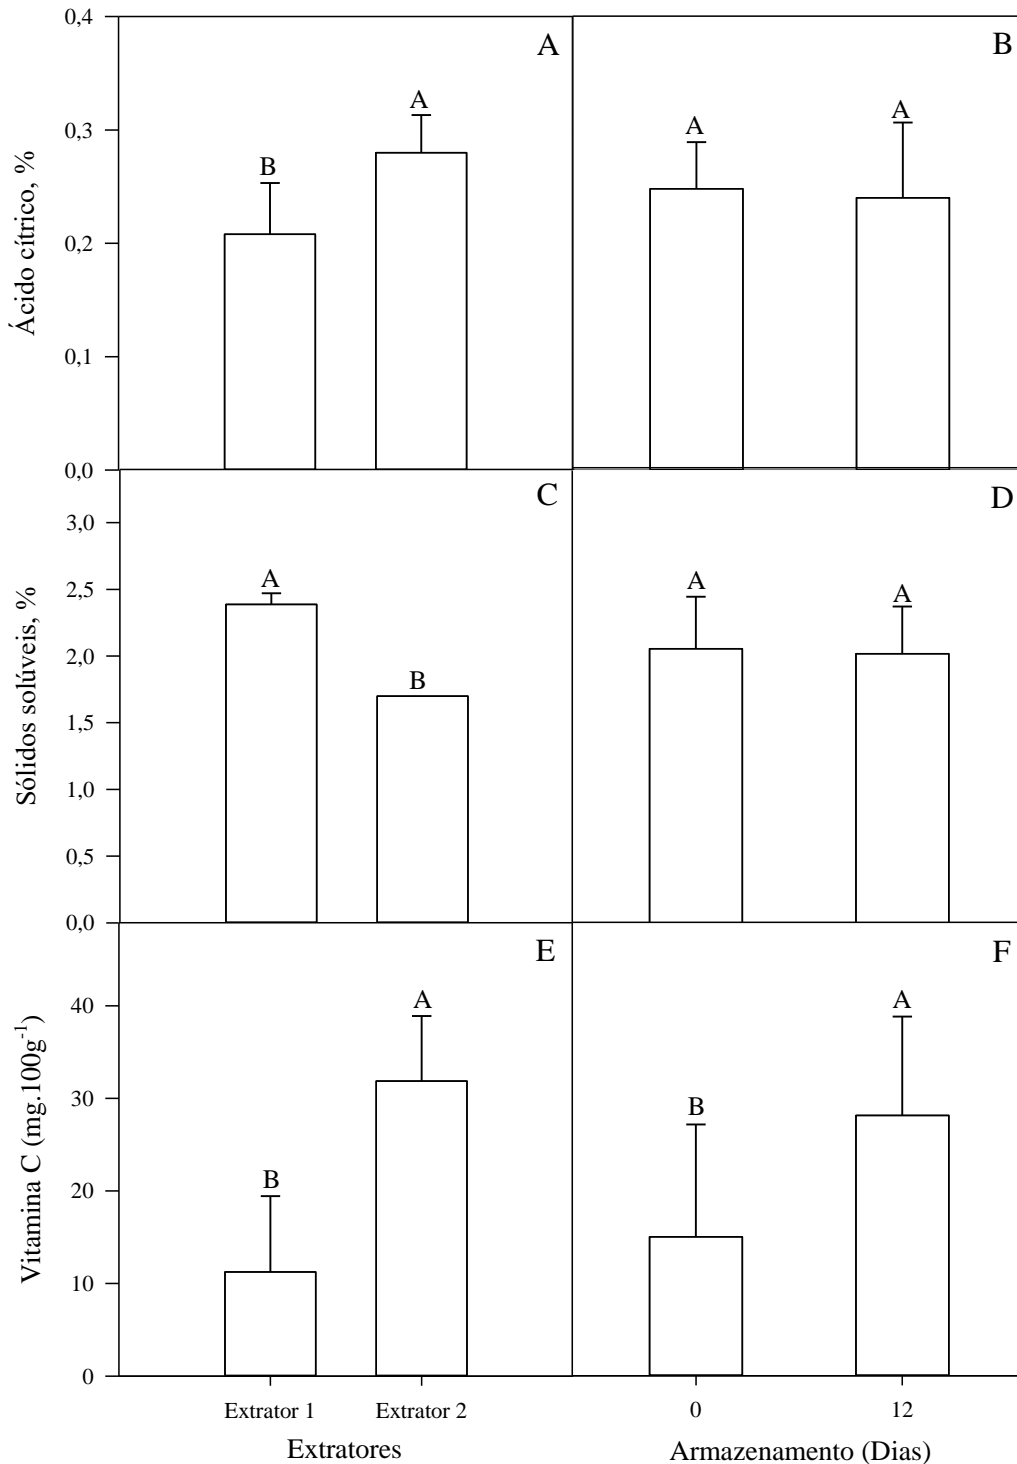 0,4
A
B
A
A
A
0,3
B
0,2
0,1
0,0
Ácido cítrico, %
C
D
3,0
A
A
A
2,5
2,0
B
1,5
1,0
0,5
0,0
Sólidos solúveis, %
E
F
A
A
40
B
30
B
20
10
0
Vitamina C (mg.100g⁻¹)
Extrator 1 Extrator 2 0 12
Extratores Armazenamento (Dias)